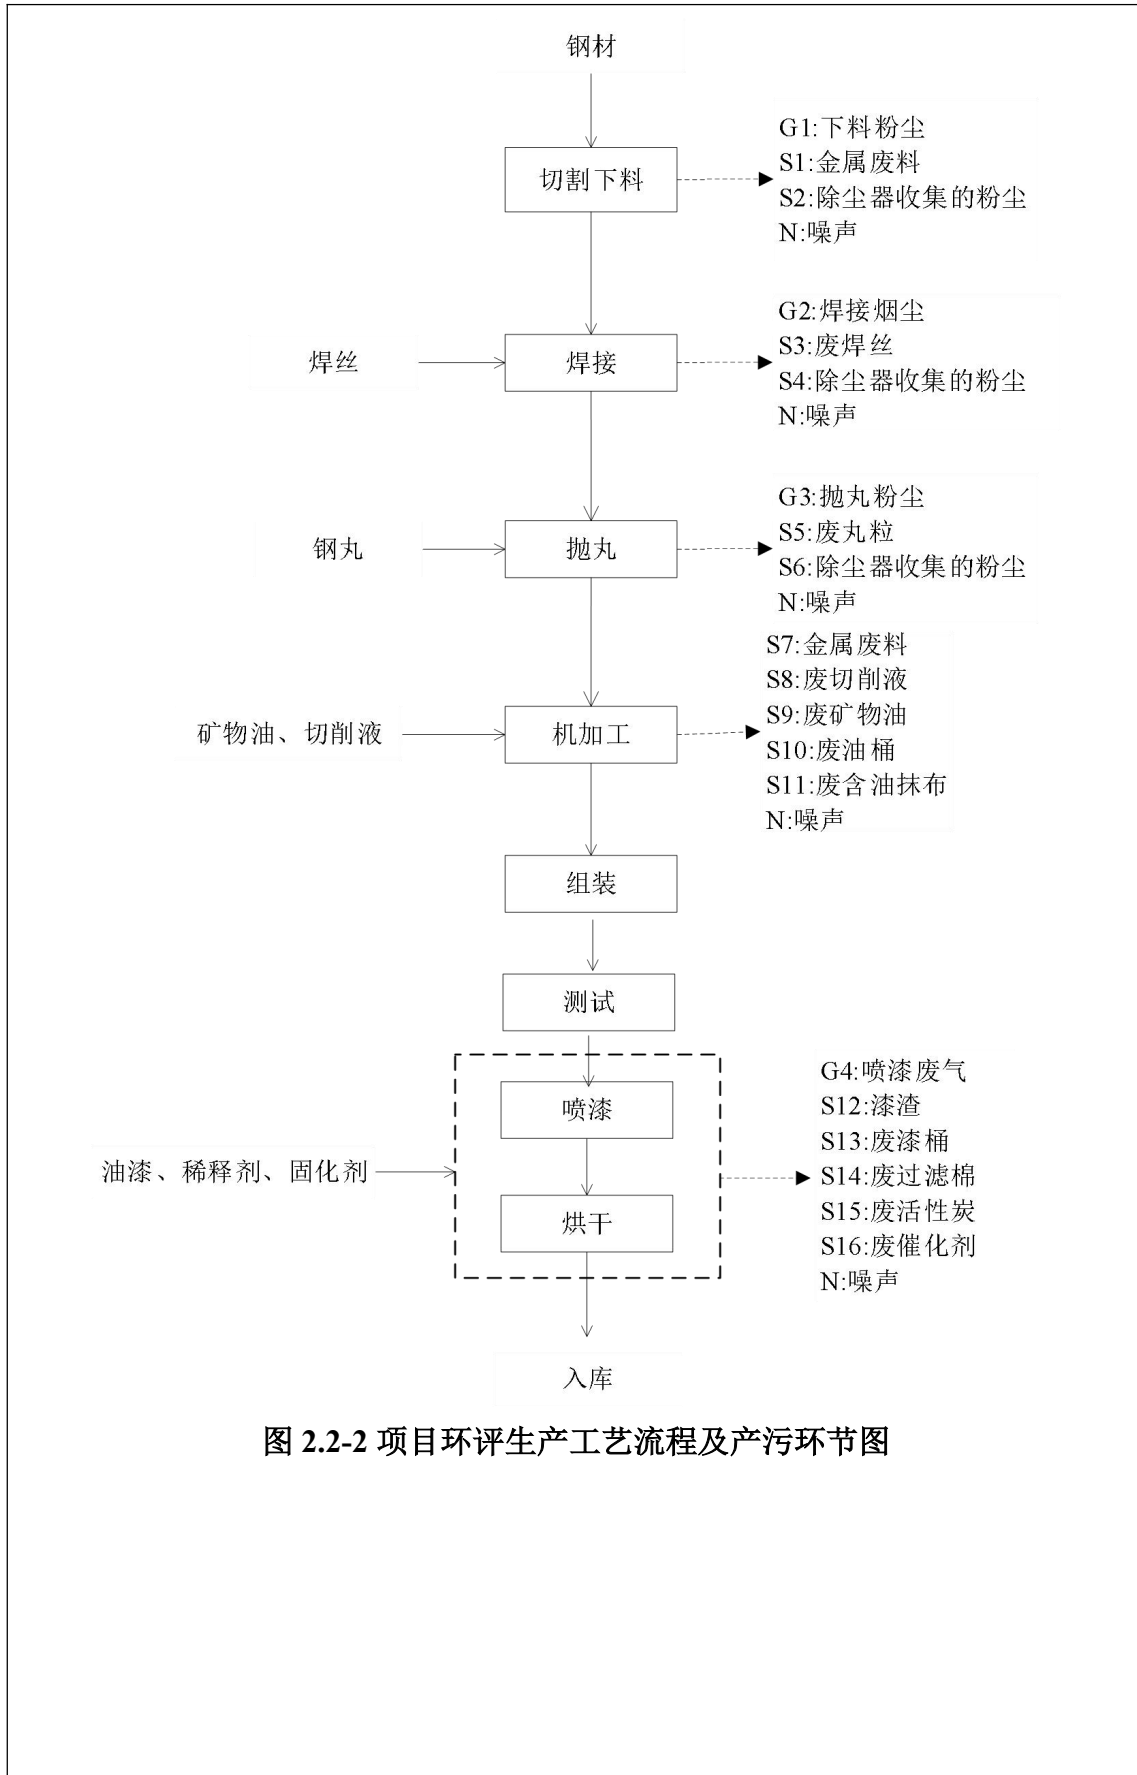 钢材
切割下料
G1:下料粉尘
S1:金属废料
S2:除尘器收集的粉尘
N:噪声
焊丝
焊接
G2:焊接烟尘
S3:废焊丝
S4:除尘器收集的粉尘
N:噪声
钢丸
抛丸
G3:抛丸粉尘
S5:废丸粒
S6:除尘器收集的粉尘
N:噪声
矿物油、切削液
机加工
S7:金属废料
S8:废切削液
S9:废矿物油
S10:废油桶
S11:废含油抹布
N:噪声
组装
测试
油漆、稀释剂、固化剂
喷漆
烘干
G4:喷漆废气
S12:漆渣
S13:废漆桶
S14:废过滤棉
S15:废活性炭
S16:废催化剂
N:噪声
入库
图 2.2-2 项目环评生产工艺流程及产污环节图